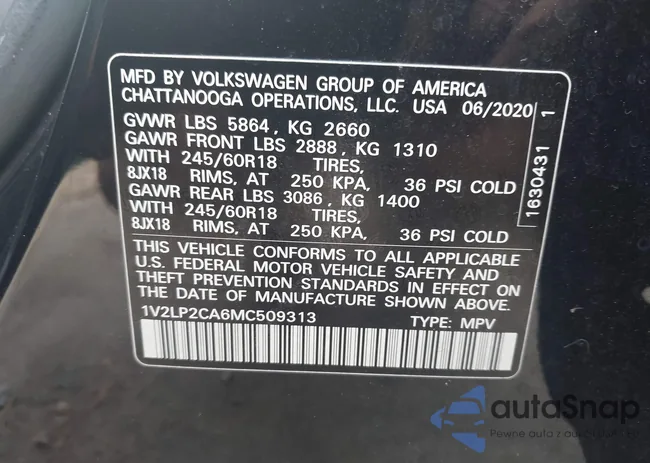 MFD BY VOLKSWAGEN GROUP OF AMERICA
CHATTANOOGA OPERATIONS, LLC. USA 06/2020
GVWR LBS 5864, KG 2660
GAWR FRONT LBS 2888, KG 1310
WITH 245/60R18 TIRES,
8JX18 RIMS, AT 250 KPA, 36 PSI COLD
GAWR REAR LBS 3086, KG 1400
WITH 245/60R18 TIRES,
8JX18 RIMS, AT 250 KPA, 36 PSI COLD
THIS VEHICLE CONFORMS TO ALL APPLICABLE
U.S. FEDERAL MOTOR VEHICLE SAFETY AND
THEFT PREVENTION STANDARDS IN EFFECT ON
THE DATE OF MANUFACTURE SHOWN ABOVE.
1V2LP2CA6MC509313 TYPE: MPV
1630431 1
autoSnap
Pewne auto z